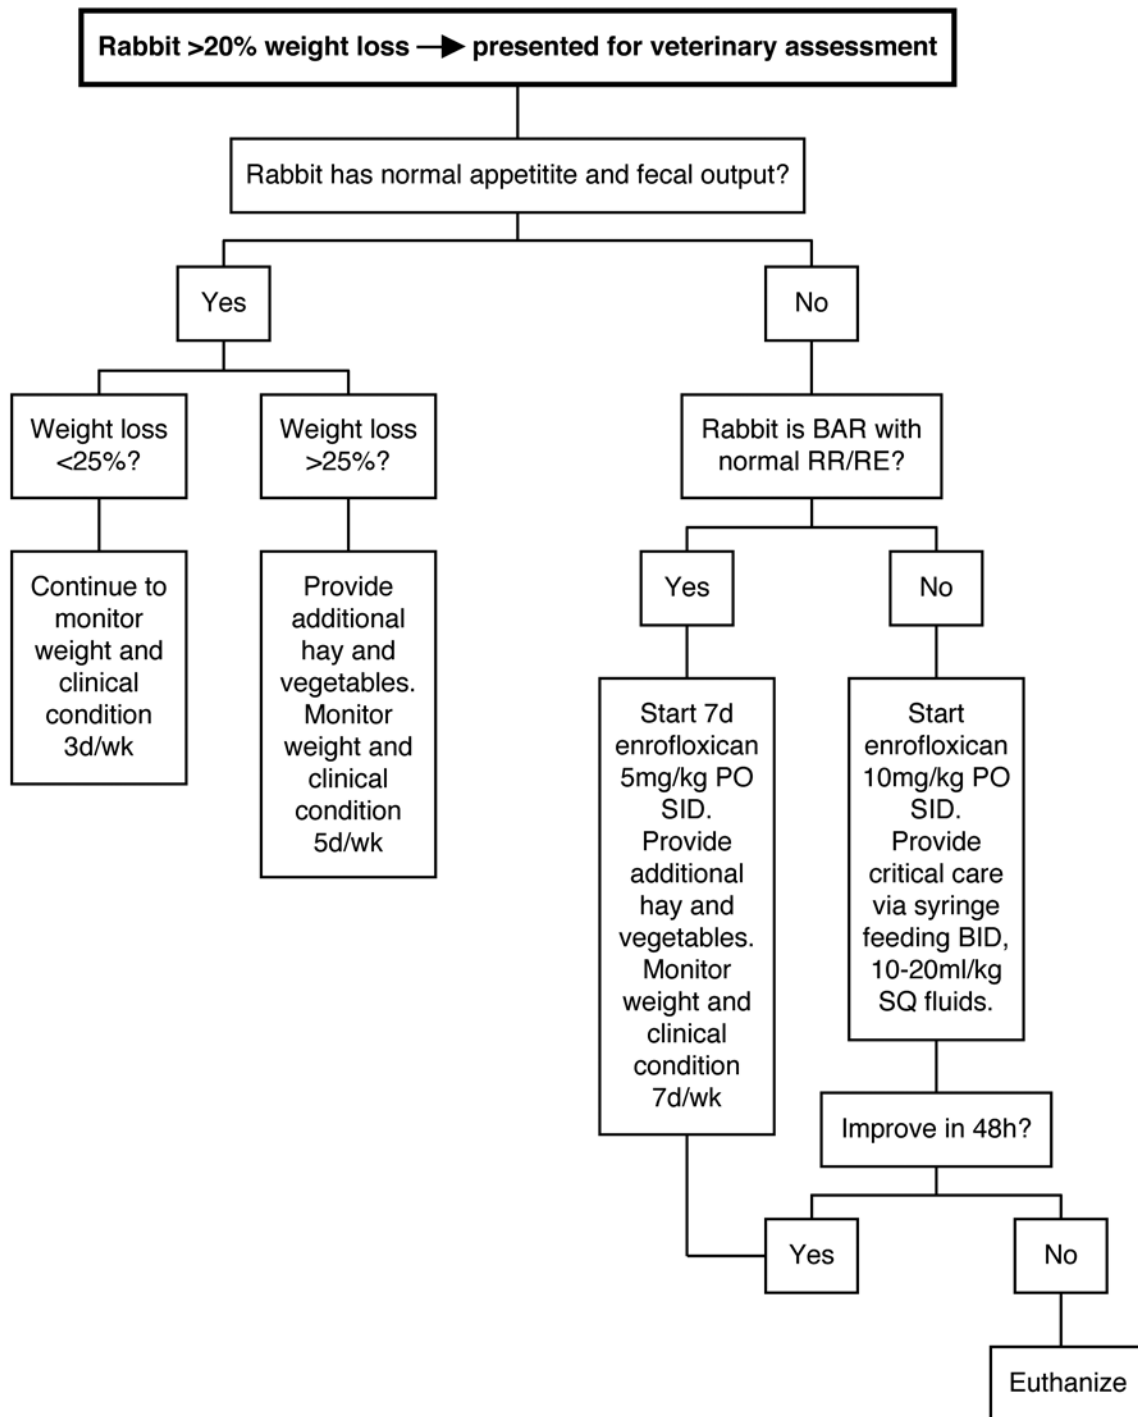 Rabbit >20% weight loss → presented for veterinary assessment
Rabbit has normal appetitite and fecal output?
Yes
No
Weight loss
<25%?
Weight loss
>25%?
Rabbit is BAR with
normal RR/RE?
Continue to
monitor
weight and
clinical
condition
3d/wk
Provide
additional
hay and
vegetables.
Monitor
weight and
clinical
condition
5d/wk
Yes
No
Start 7d
enrofloxican
5mg/kg PO
SID.
Provide
additional
hay and
vegetables.
Monitor
weight and
clinical
condition
7d/wk
Start
enrofloxican
10mg/kg PO
SID.
Provide
critical care
via syringe
feeding BID,
10-20ml/kg
SQ fluids.
Improve in 48h?
Yes
No
Euthanize